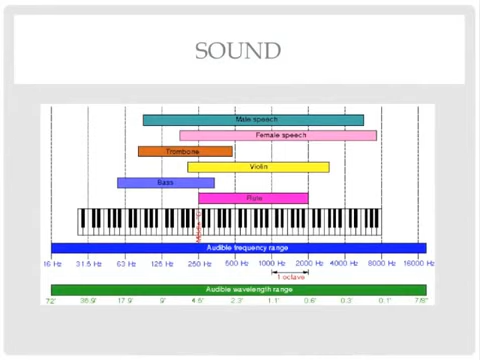 SOUND
Male speech
Female speech
Trombone
Violin
Bass
Flute
Middle "C"
Audible frequency range
16 Hz 31.5 Hz 63 Hz 125 Hz 250 Hz 500 Hz 1000 Hz 2000 Hz 4000 Hz 8000 Hz 16000 Hz
1 octave
Audible wavelength range
72' 35.9' 17.9' 9' 4.5' 2.3' 1.1' 0.6' 0.3' 0.1' 7/8"